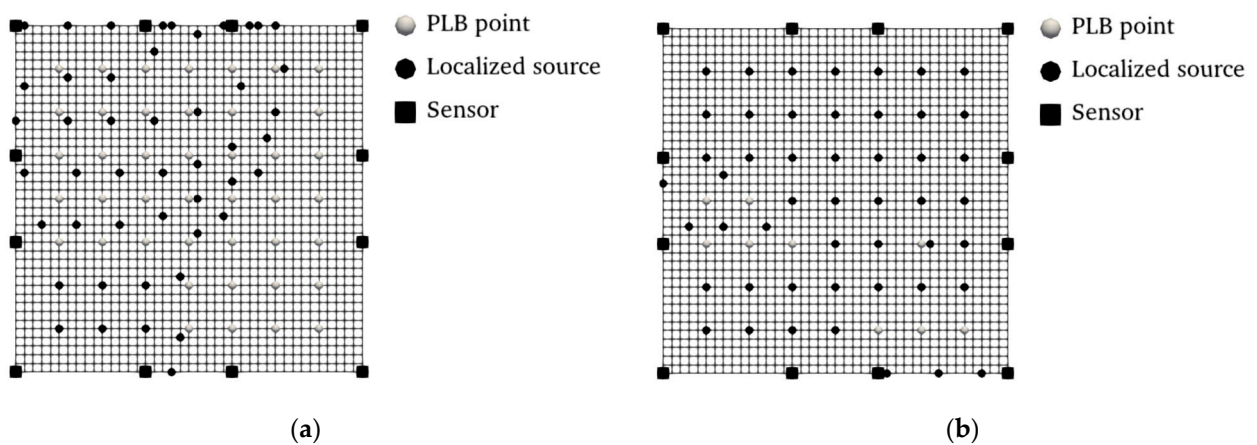 PLB point
Localized source
Sensor
(a)
PLB point
Localized source
Sensor
(b)